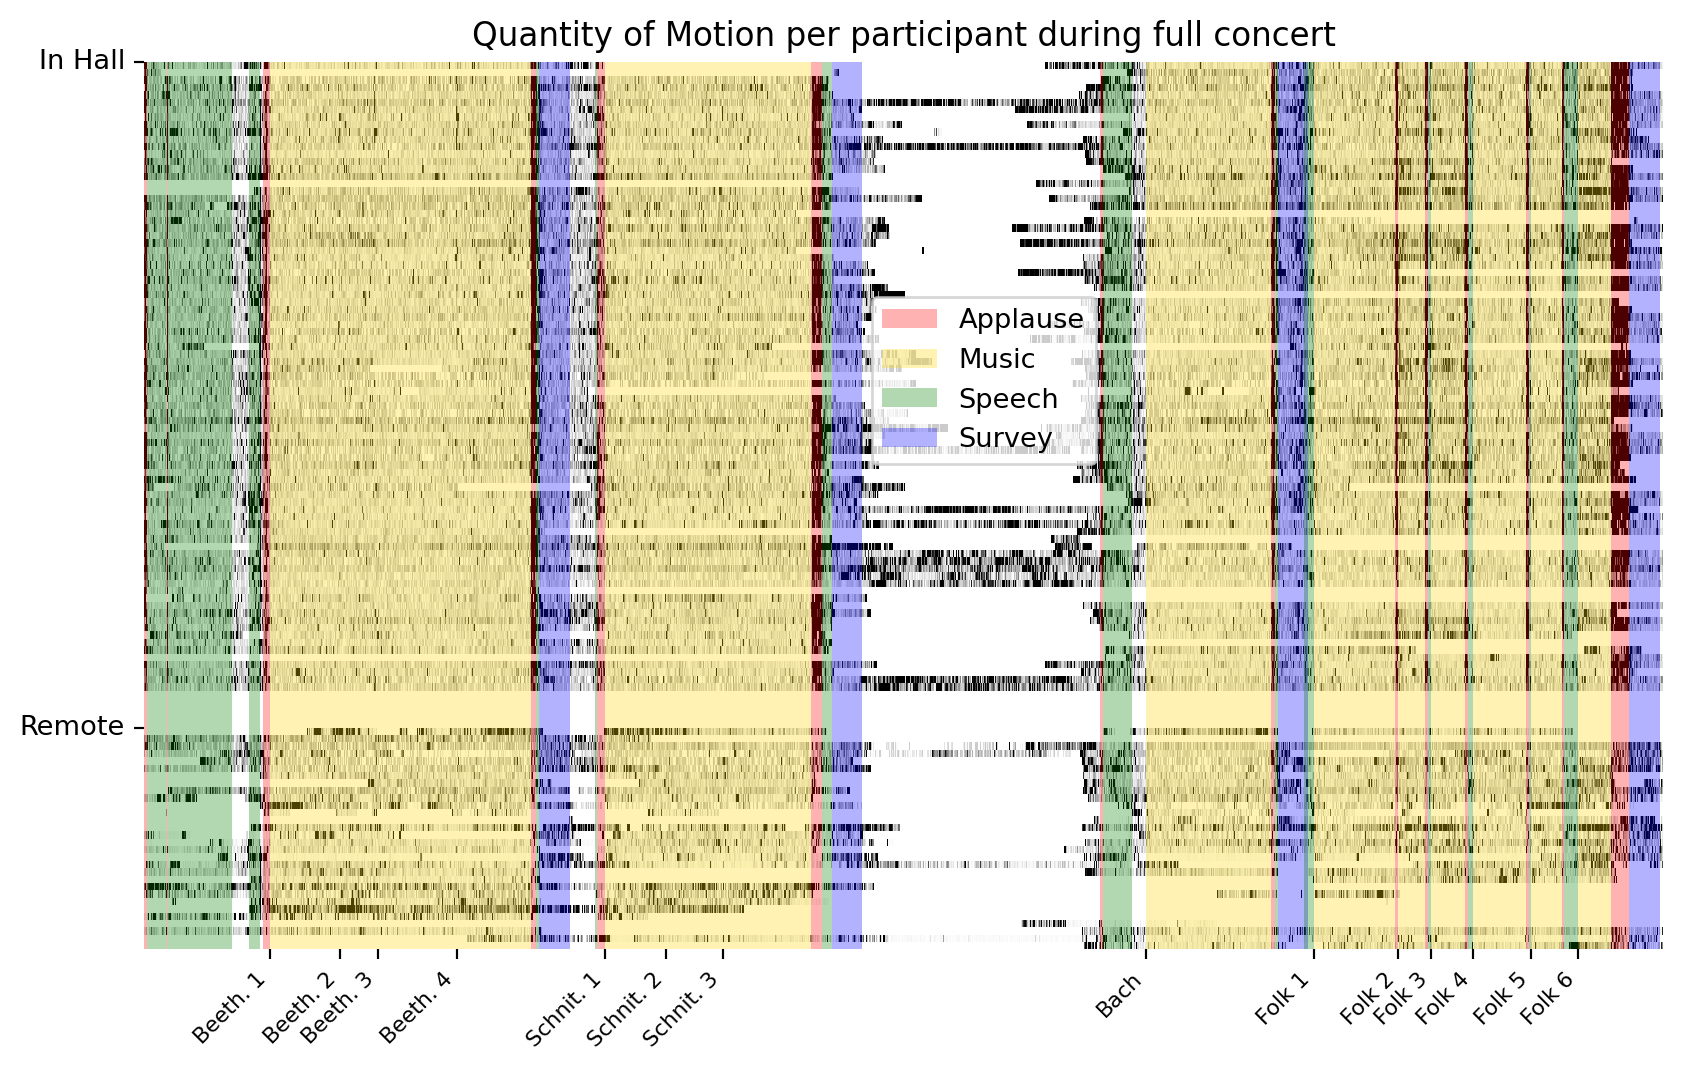 Quantity of Motion per participant during full concert
In Hall
Remote
Applause
Music
Speech
Survey
Beeth. 1
Beeth. 2
Beeth. 3
Beeth. 4
Schnit. 1
Schnit. 2
Schnit. 3
Bach
Folk 1
Folk 2
Folk 3
Folk 4
Folk 5
Folk 6